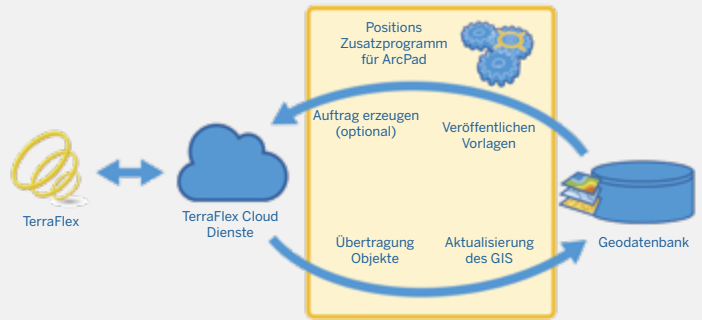 Positions
Zusatzprogramm
für ArcPad
Auftrag erzeugen
(optional)
Veröffentlichen
Vorlagen
TerraFlex
TerraFlex Cloud
Dienste
Übertragung
Objekte
Aktualisierung
des GIS
Geodatenbank